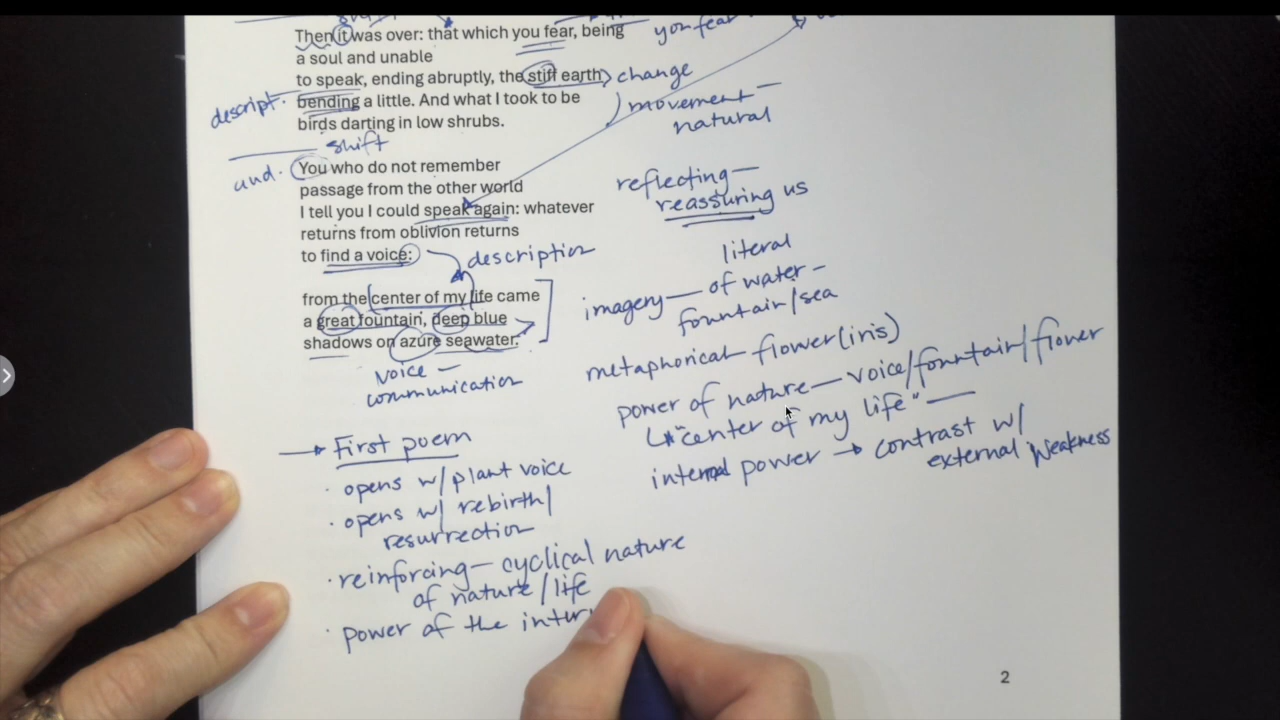 Then it was over: that which you fear, being
you fear
a soul and unable
to speak, ending abruptly, the stiff earth
change
descript.
bending a little. And what I took to be
movement —
natural
birds darting in low shrubs.
shift
and.
You who do not remember
passage from the other world
reflecting —
reassuring us
I tell you I could speak again: whatever
returns from oblivion returns
to find a voice:
description
literal
imagery — of water —
fountain/sea
from the center of my life came
a great fountain, deep blue
shadows on azure seawater.
voice —
communication
metaphorical flower (iris)
power of nature — voice/fountain/flower
"center of my life" —
internal power → contrast w/
external weakness
→ First poem
· opens w/ plant voice
· opens w/ rebirth/
resurrection
· reinforcing — cyclical nature
of nature/life
· power of the inter
2